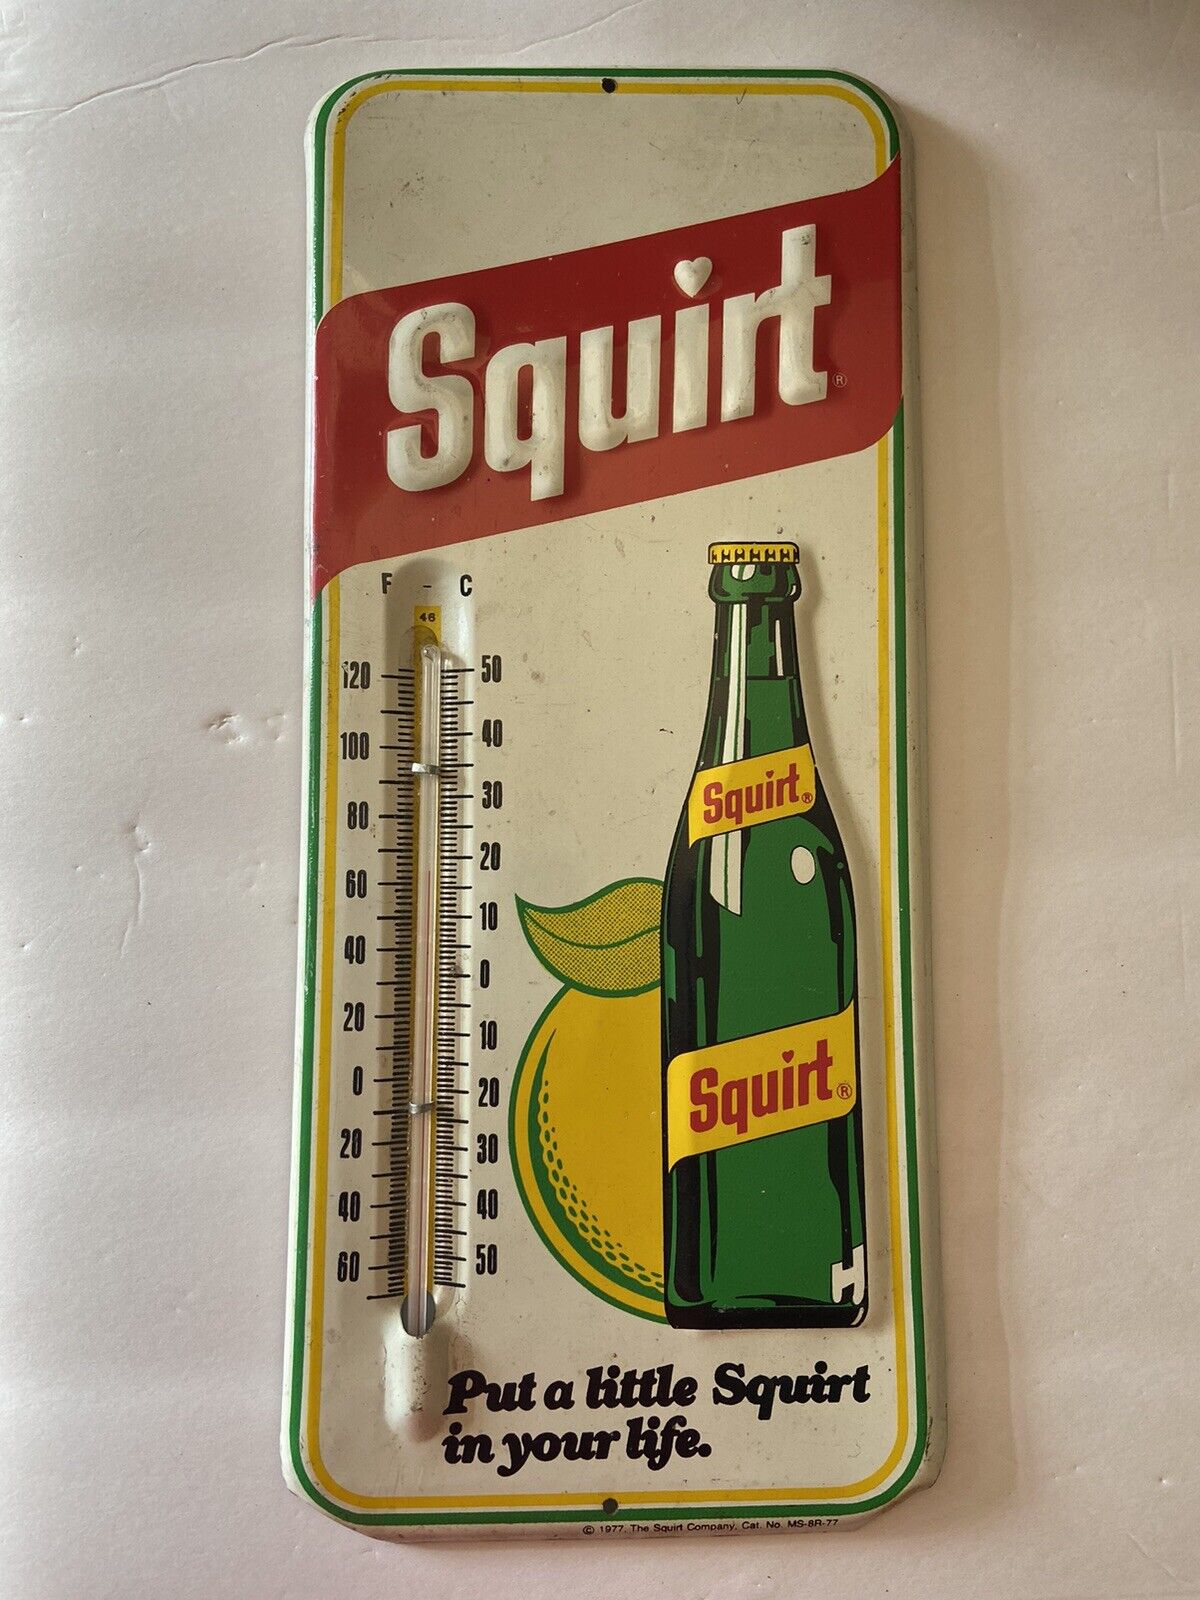 Squirt®
F - C
46
120 50
100 40
80 30
60 20
40 10
20 0
0 10
20 20
40 30
60 40
50
Squirt®
Squirt®
Put a little Squirt
in your life.
© 1977, The Squirt Company, Cat. No. MS-8R-77